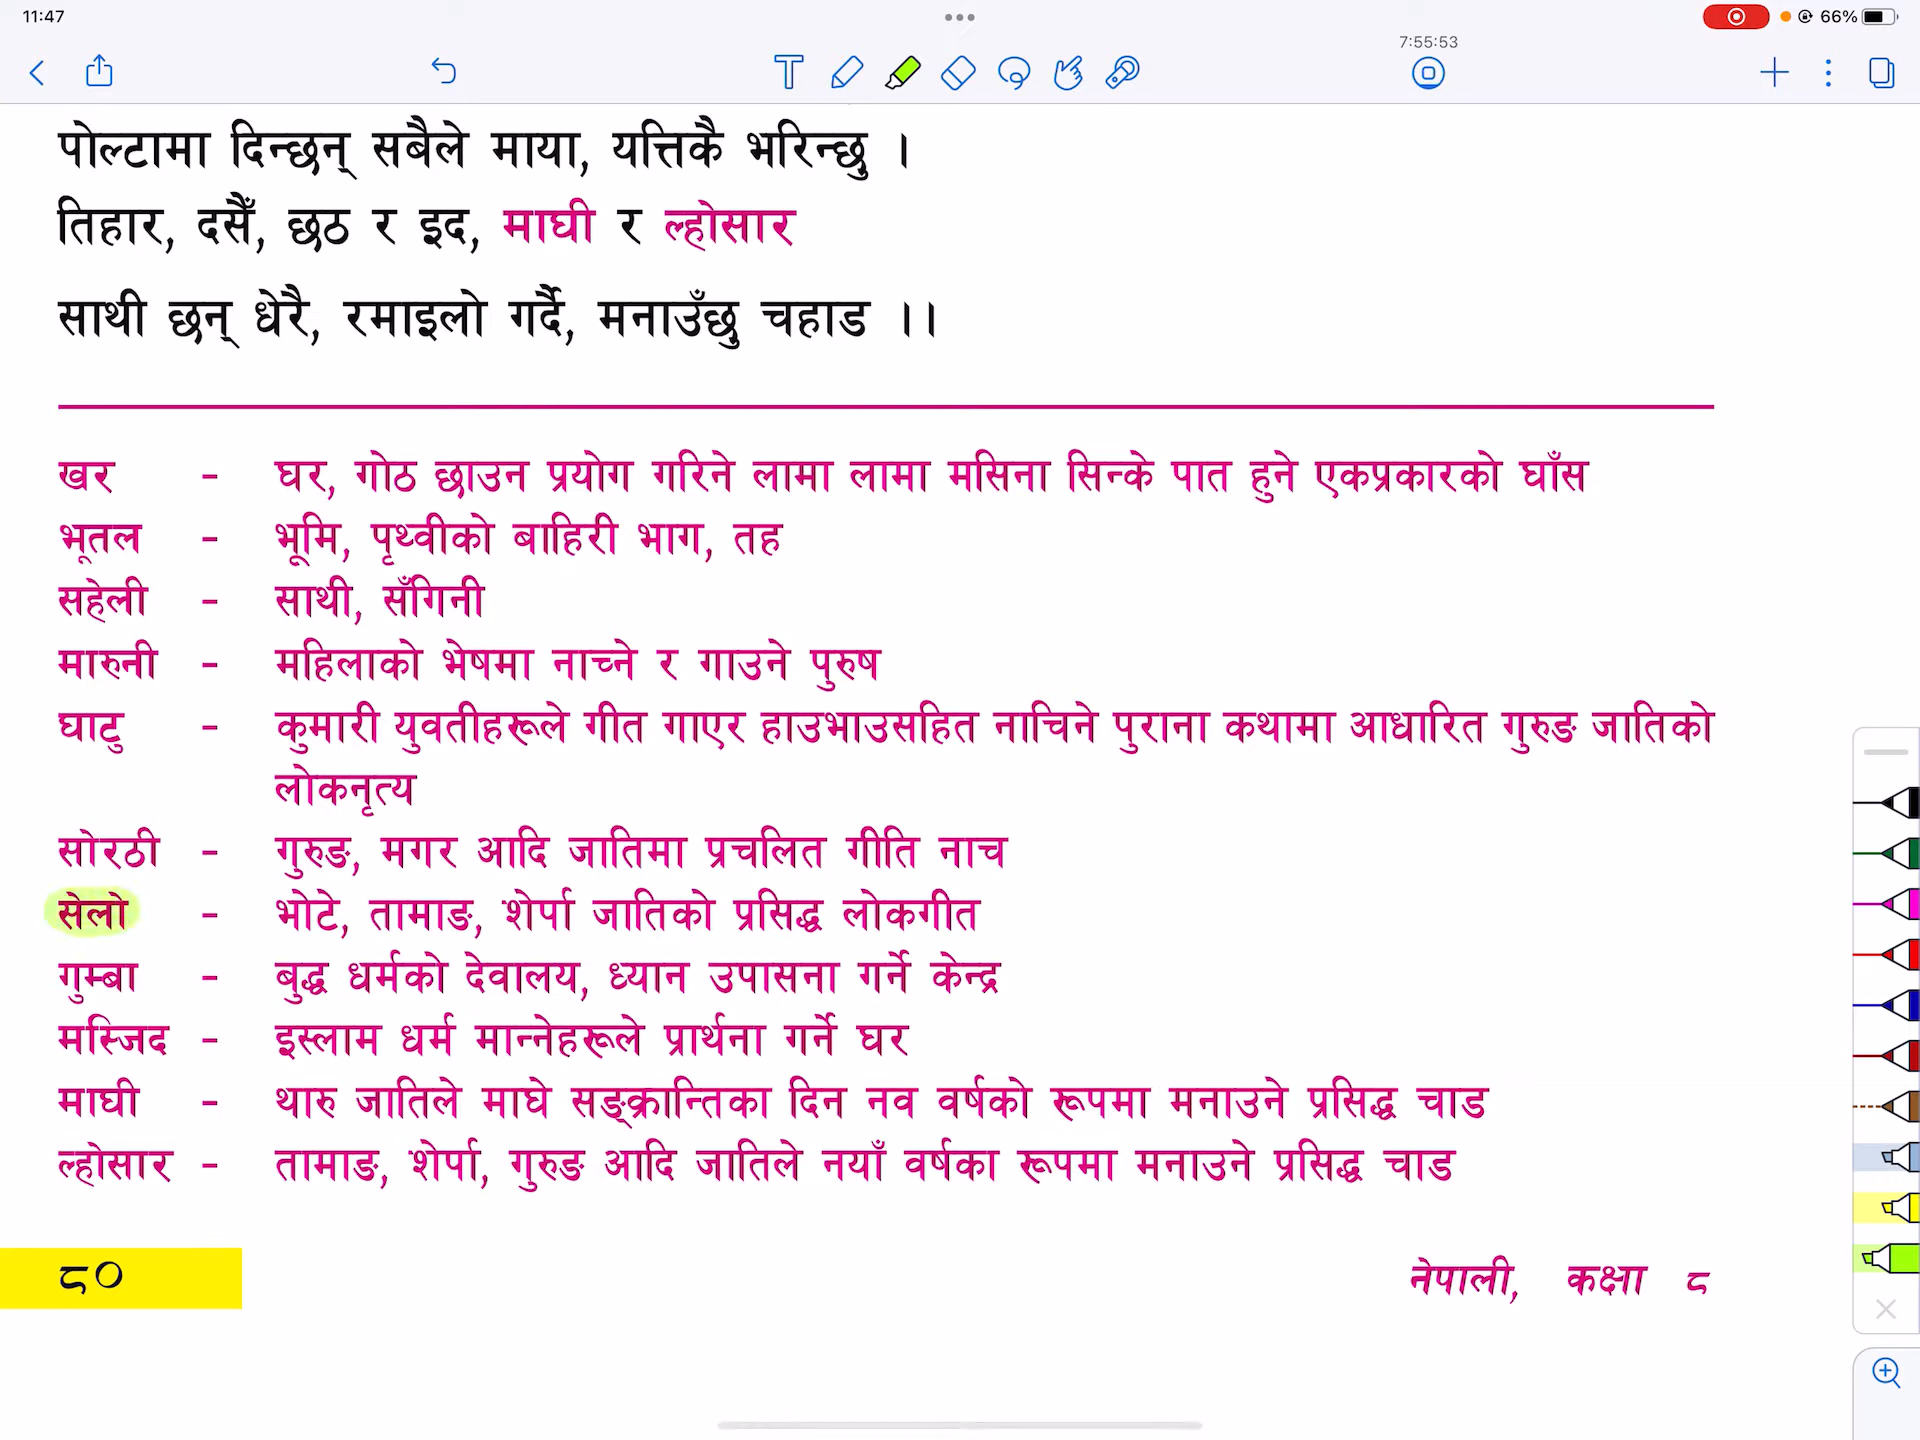 11:47
66%
7:55:53
पोल्टामा दिन्छन् सबैले माया, यत्तिकै भरिन्छु ।
तिहार, दसैँ, छठ र इद, माघी र ल्होसार
साथी छन् धेरै, रमाइलो गर्दै, मनाउँछु चहाड ।।
खर - घर, गोठ छाउन प्रयोग गरिने लामा लामा मसिना सिन्के पात हुने एकप्रकारको घाँस
भूतल - भूमि, पृथ्वीको बाहिरी भाग, तह
सहेली - साथी, सँगिनी
मारुनी - महिलाको भेषमा नाच्ने र गाउने पुरुष
घाटु - कुमारी युवतीहरूले गीत गाएर हाउभाउसहित नाचिने पुराना कथामा आधारित गुरुङ जातिको
लोकनृत्य
सोरठी - गुरुङ, मगर आदि जातिमा प्रचलित गीति नाच
सेलो - भोटे, तामाङ, शेर्पा जातिको प्रसिद्ध लोकगीत
गुम्बा - बुद्ध धर्मको देवालय, ध्यान उपासना गर्ने केन्द्र
मस्जिद - इस्लाम धर्म मान्नेहरूले प्रार्थना गर्ने घर
माघी - थारु जातिले माघे सङ्क्रान्तिका दिन नव वर्षको रूपमा मनाउने प्रसिद्ध चाड
ल्होसार - तामाङ, शेर्पा, गुरुङ आदि जातिले नयाँ वर्षका रूपमा मनाउने प्रसिद्ध चाड
८०
नेपाली, कक्षा ८